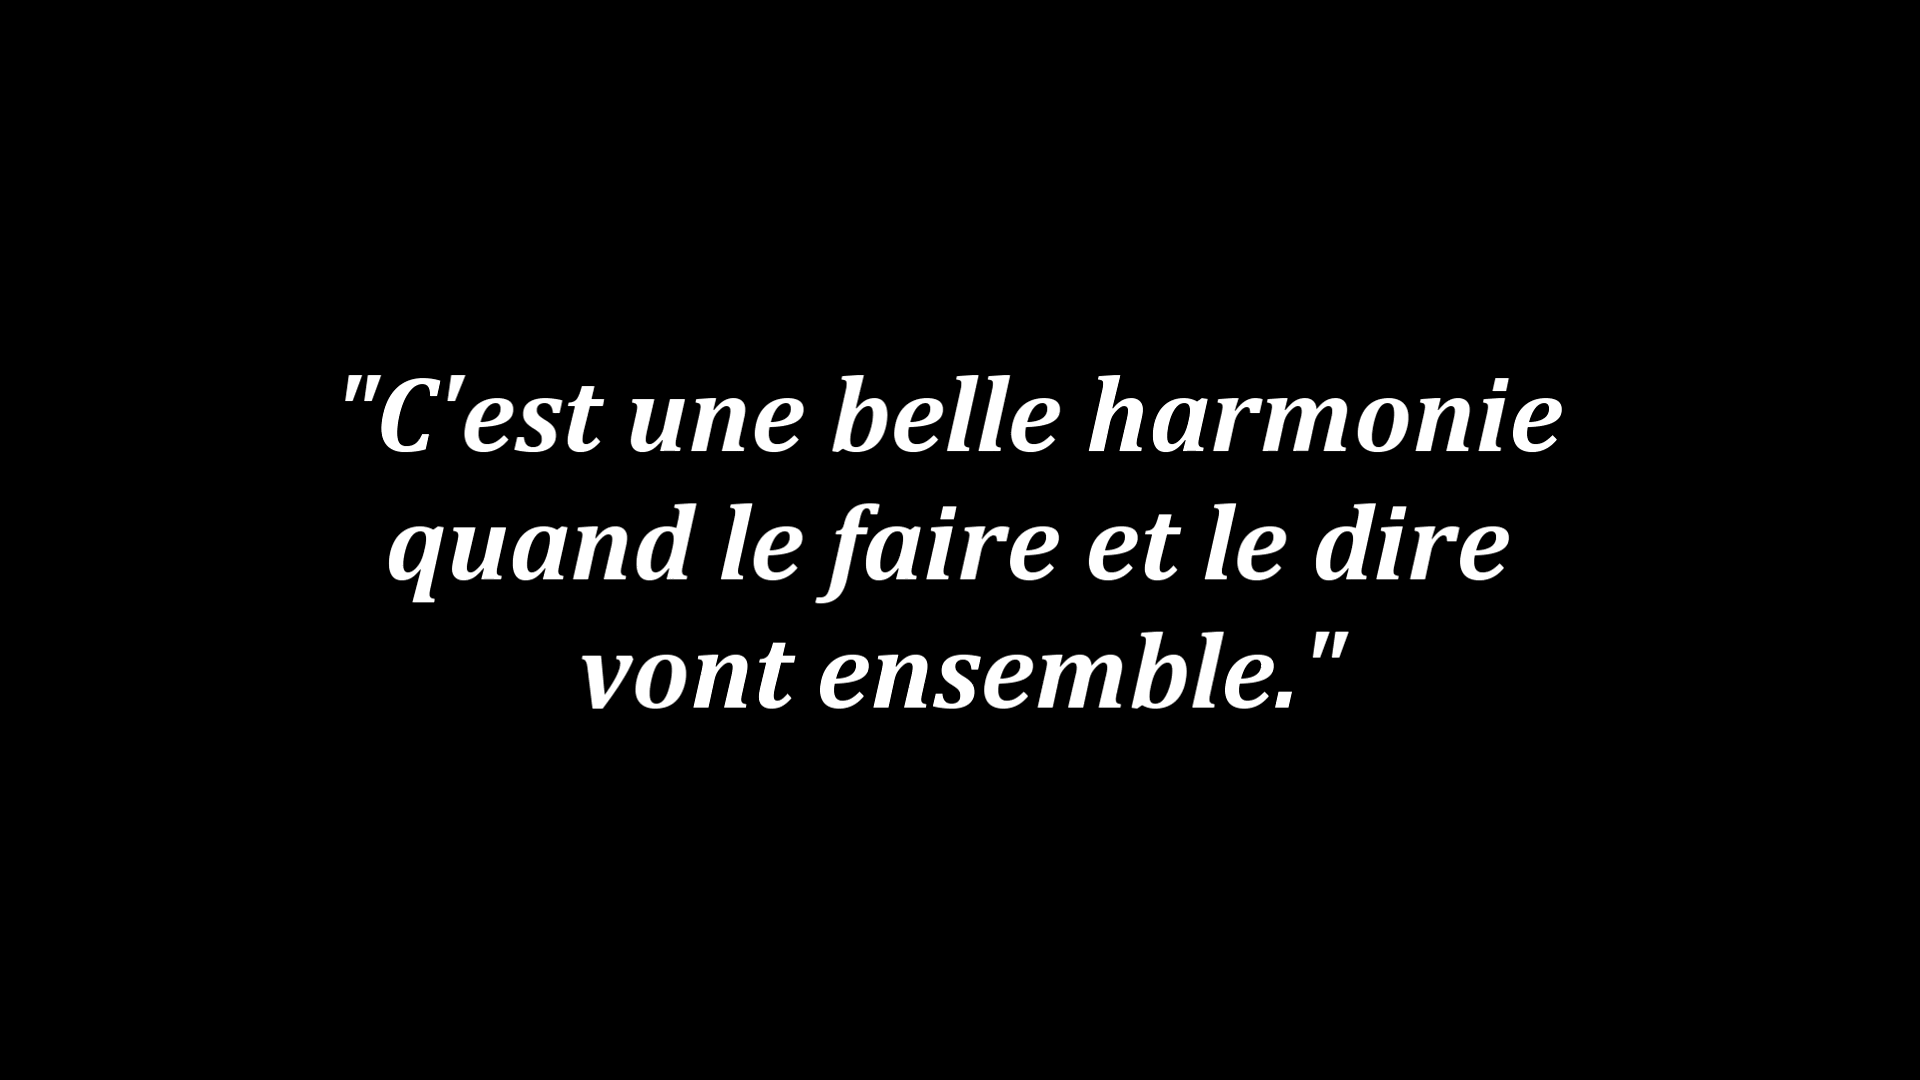 "C'est une belle harmonie
quand le faire et le dire
vont ensemble."